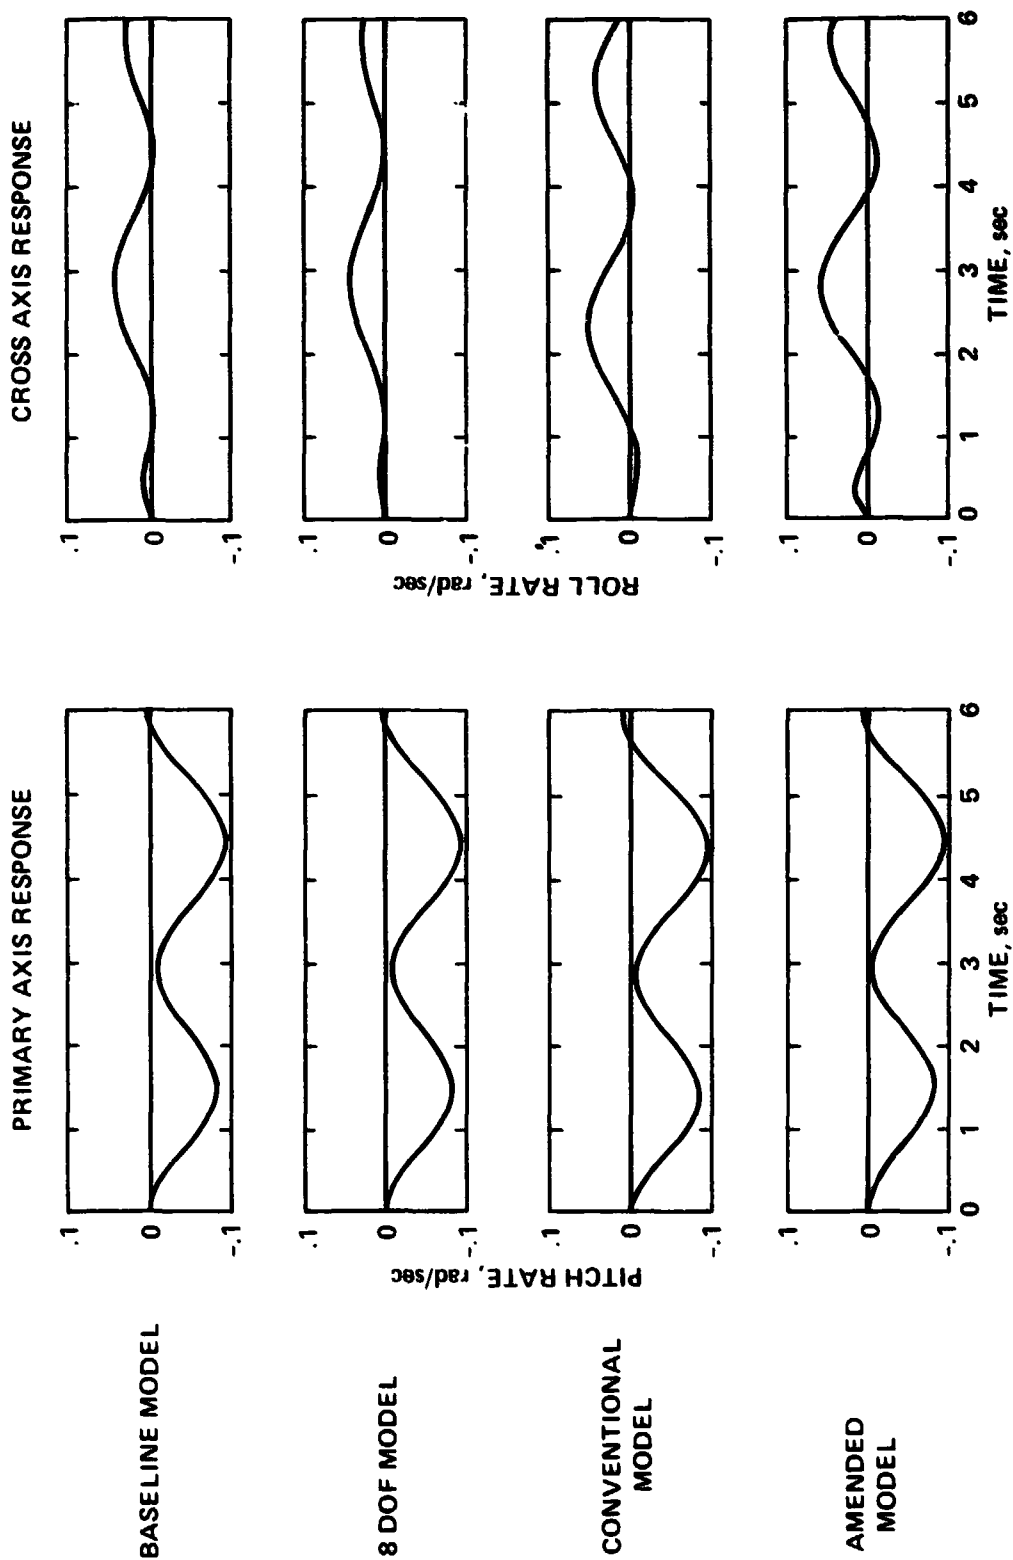 PRIMARY AXIS RESPONSE
CROSS AXIS RESPONSE
BASELINE MODEL
.1
0
-.1
.1
0
-.1
8 DOF MODEL
.1
0
-.1
.1
0
-.1
PITCH RATE, rad/sec
ROLL RATE, rad/sec
CONVENTIONAL
MODEL
.1
0
-.1
.1
0
-.1
AMENDED
MODEL
.1
0
-.1
0 1 2 3 4 5 6
TIME, sec
.1
0
-.1
0 1 2 3 4 5 6
TIME, sec